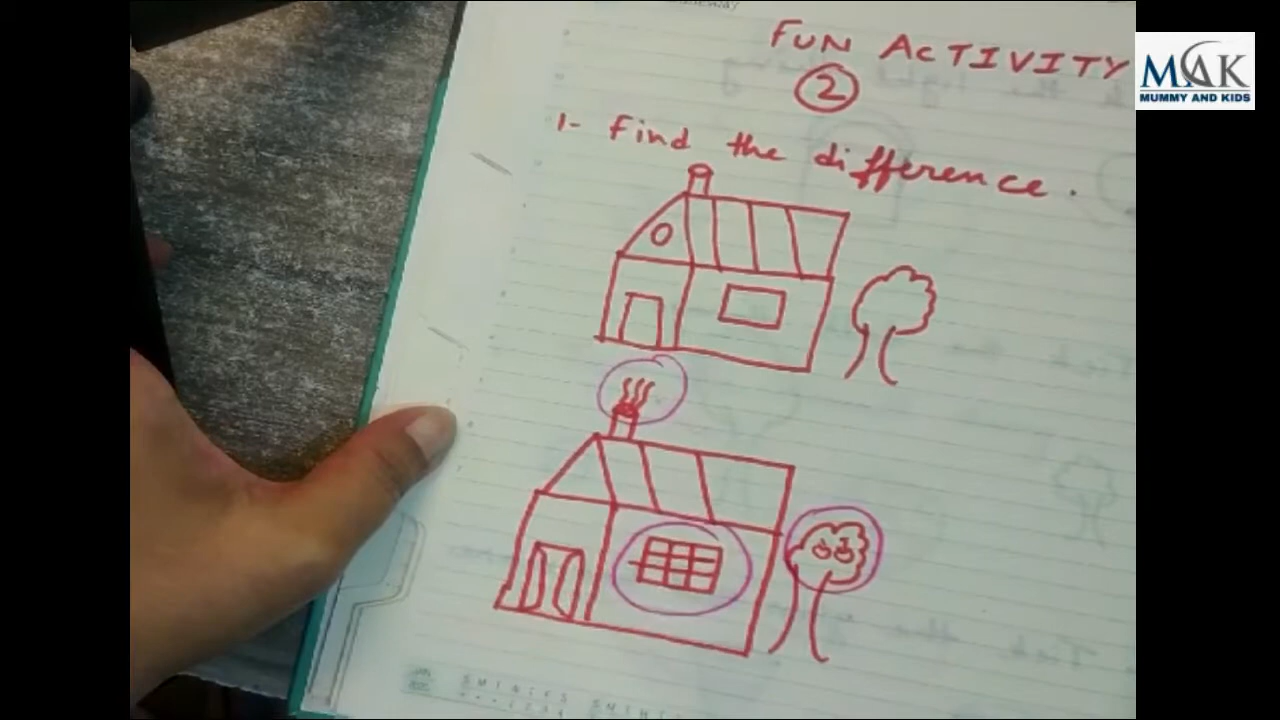 FUN ACTIVITY
2
1- Find the difference.
MAK
MUMMY AND KIDS